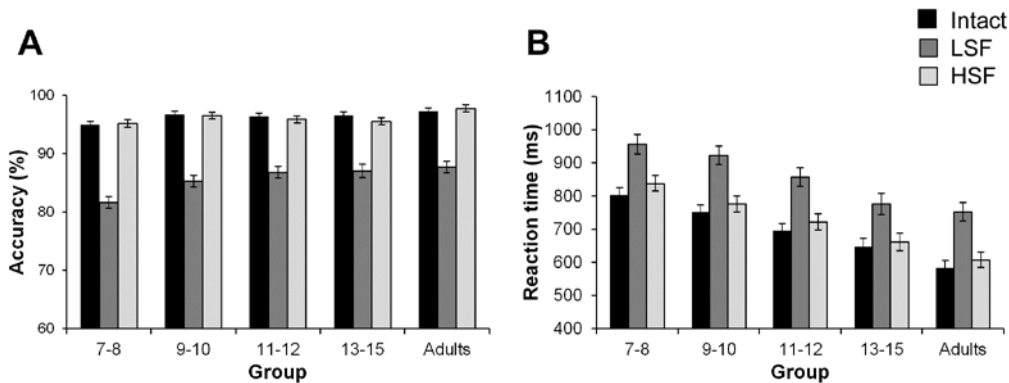 A
B
Intact
LSF
HSF
Accuracy (%)
100
90
80
70
60
7-8
9-10
11-12
13-15
Adults
Group
Reaction time (ms)
1100
1000
900
800
700
600
500
400
7-8
9-10
11-12
13-15
Adults
Group